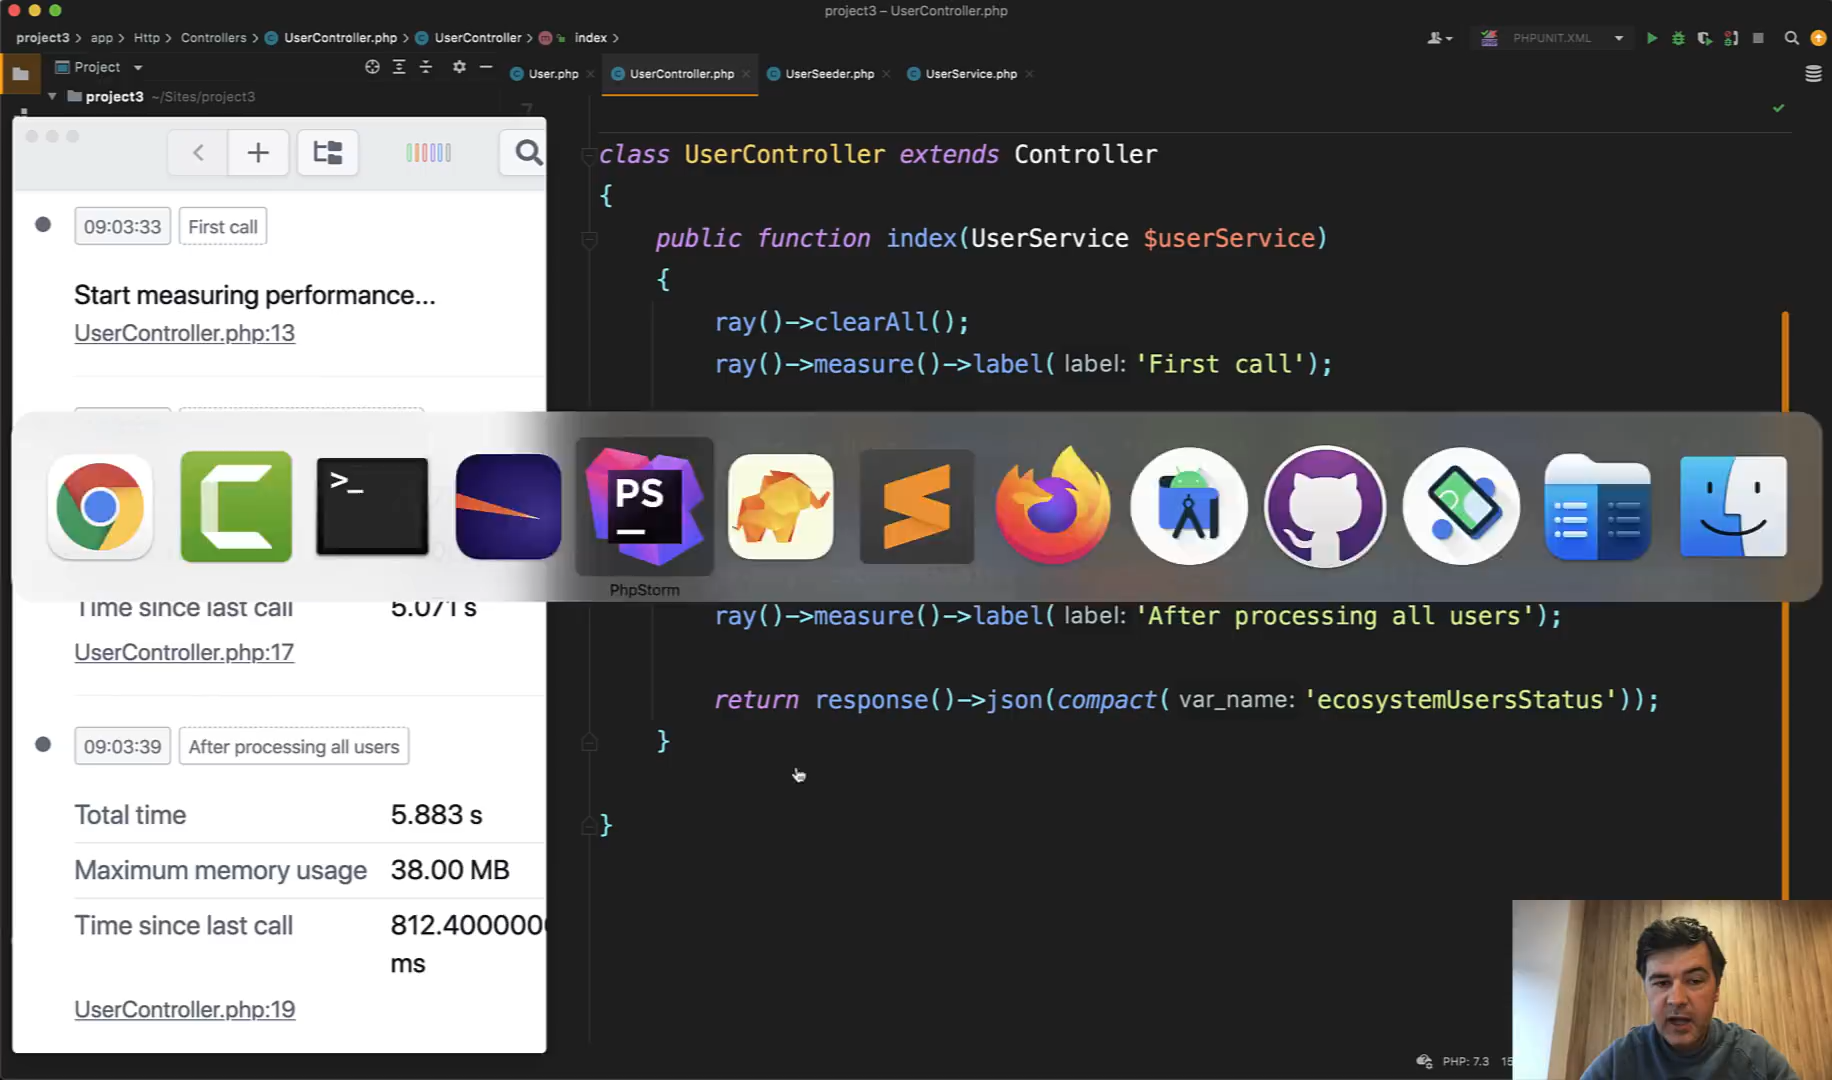 project3 – UserController.php
project3 > app > Http > Controllers > UserController.php > UserController > index >
PHPUNIT.XML
Project
User.php
UserController.php
UserSeeder.php
UserService.php
project3 ~/Sites/project3
7
class UserController extends Controller
{
public function index(UserService $userService)
{
ray()->clearAll();
ray()->measure()->label( label: 'First call');
09:03:33 First call
Start measuring performance...
UserController.php:13
>_
PS
PhpStorm
Time since last call 5.071 s
UserController.php:17
09:03:39 After processing all users
Total time 5.883 s
Maximum memory usage 38.00 MB
Time since last call 812.4000000
ms
UserController.php:19
ray()->measure()->label( label: 'After processing all users');
return response()->json(compact( var_name: 'ecosystemUsersStatus'));
}
}
PHP: 7.3